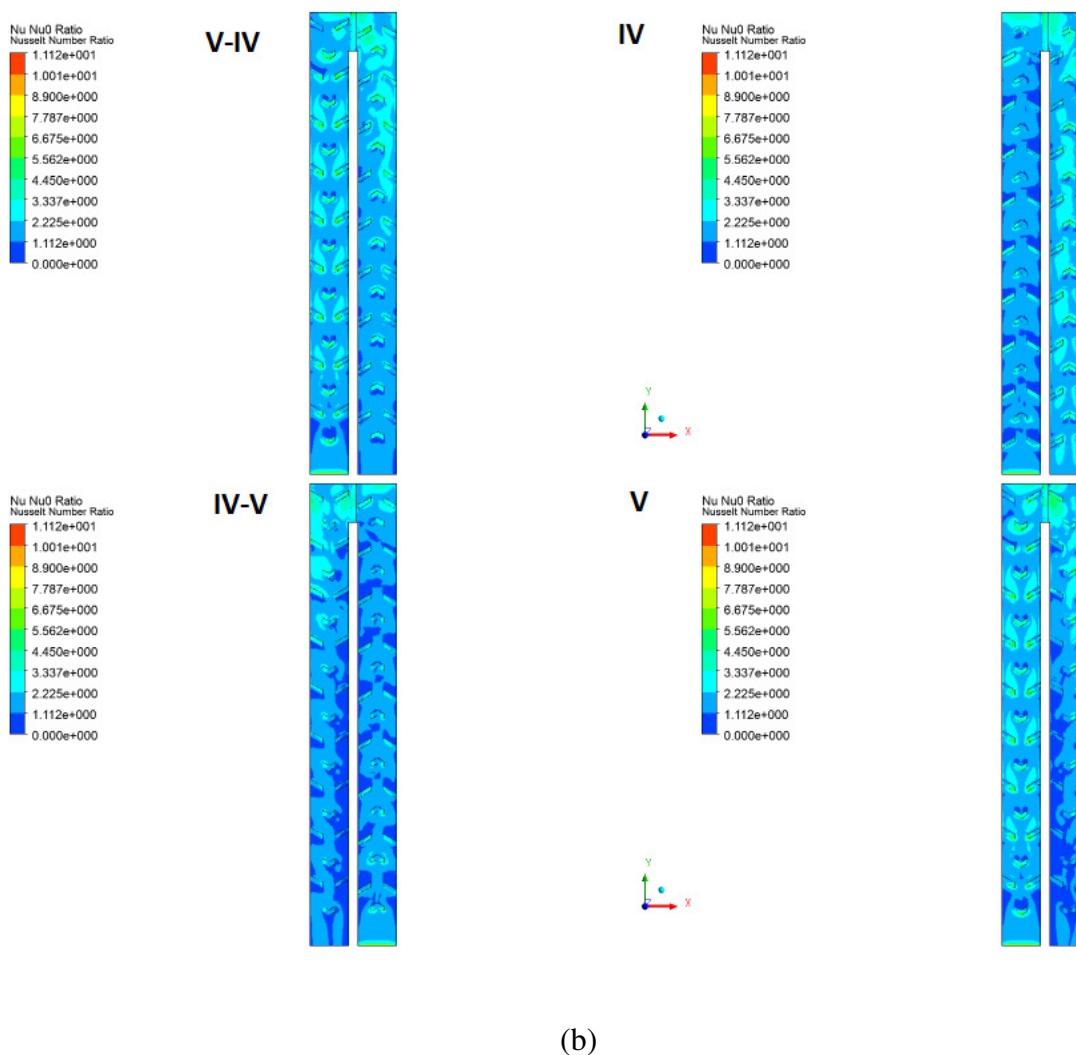 Nu Nu0 Ratio
Nusselt Number Ratio
1.112e+001
1.001e+001
8.900e+000
7.787e+000
6.675e+000
5.562e+000
4.450e+000
3.337e+000
2.225e+000
1.112e+000
0.000e+000
V-IV
Nu Nu0 Ratio
Nusselt Number Ratio
1.112e+001
1.001e+001
8.900e+000
7.787e+000
6.675e+000
5.562e+000
4.450e+000
3.337e+000
2.225e+000
1.112e+000
0.000e+000
IV
Y
Z
X
Nu Nu0 Ratio
Nusselt Number Ratio
1.112e+001
1.001e+001
8.900e+000
7.787e+000
6.675e+000
5.562e+000
4.450e+000
3.337e+000
2.225e+000
1.112e+000
0.000e+000
IV-V
Nu Nu0 Ratio
Nusselt Number Ratio
1.112e+001
1.001e+001
8.900e+000
7.787e+000
6.675e+000
5.562e+000
4.450e+000
3.337e+000
2.225e+000
1.112e+000
0.000e+000
V
Y
Z
X
(b)